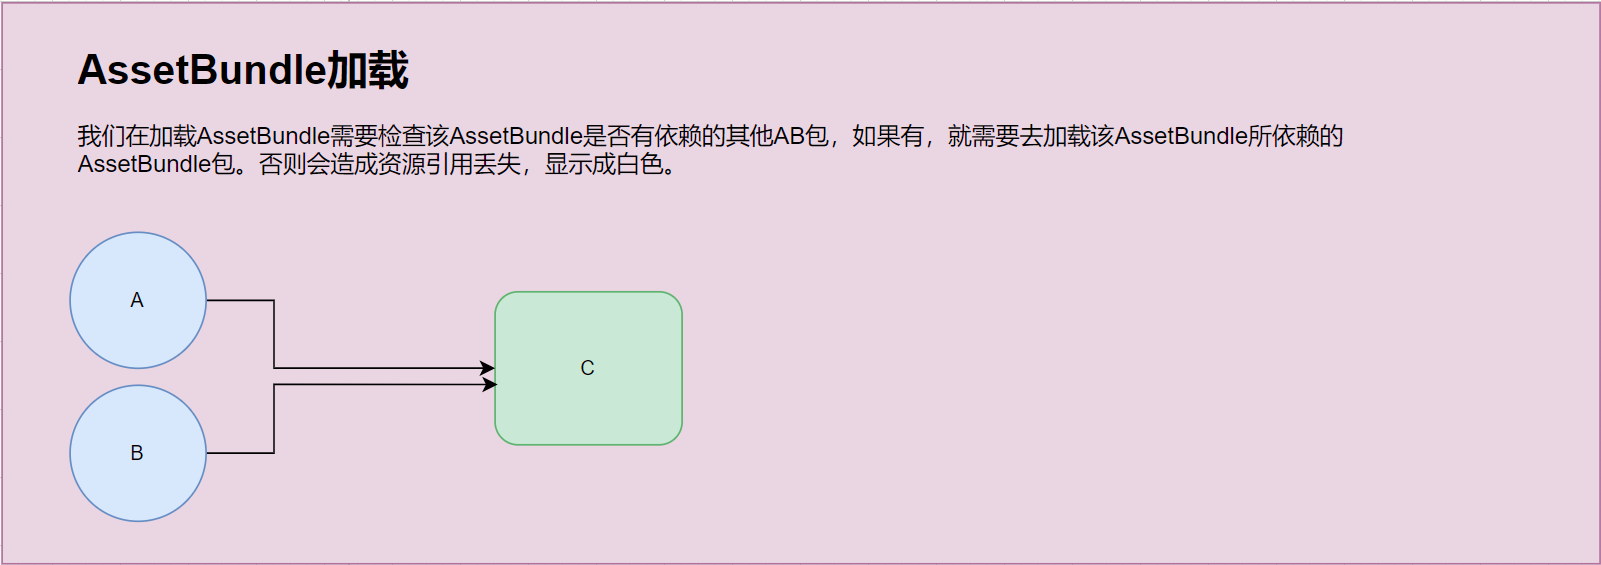 AssetBundle加载
我们在加载AssetBundle需要检查该AssetBundle是否有依赖的其他AB包，如果有，就需要去加载该AssetBundle所依赖的
AssetBundle包。否则会造成资源引用丢失，显示成白色。
A
C
B